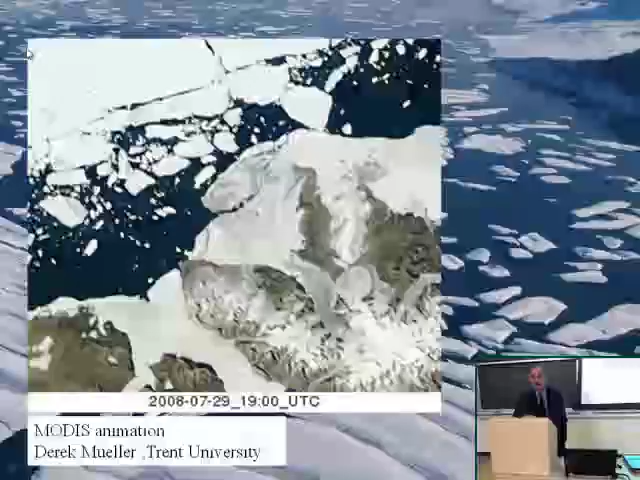 2008-07-29_19:00_UTC
MODIS animation
Derek Mueller ,Trent University